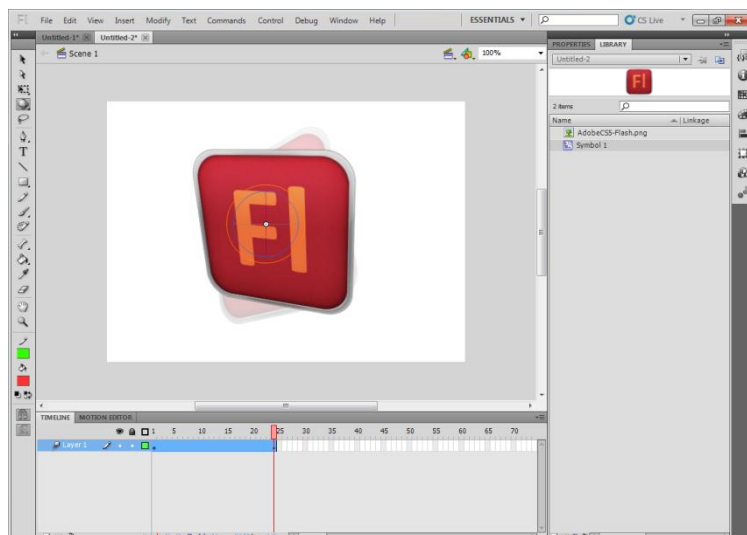 Fl File Edit View Insert Modify Text Commands Control Debug Window Help ESSENTIALS CS Live
Untitled-1* Untitled-2*
Scene 1 100%
PROPERTIES LIBRARY
Untitled-2
Fl
2 items
Name Linkage
AdobeCS5-Flash.png
Symbol 1
T
Fl
TIMELINE MOTION EDITOR
1 5 10 15 20 25 30 35 40 45 50 55 60 65 70
Layer 1